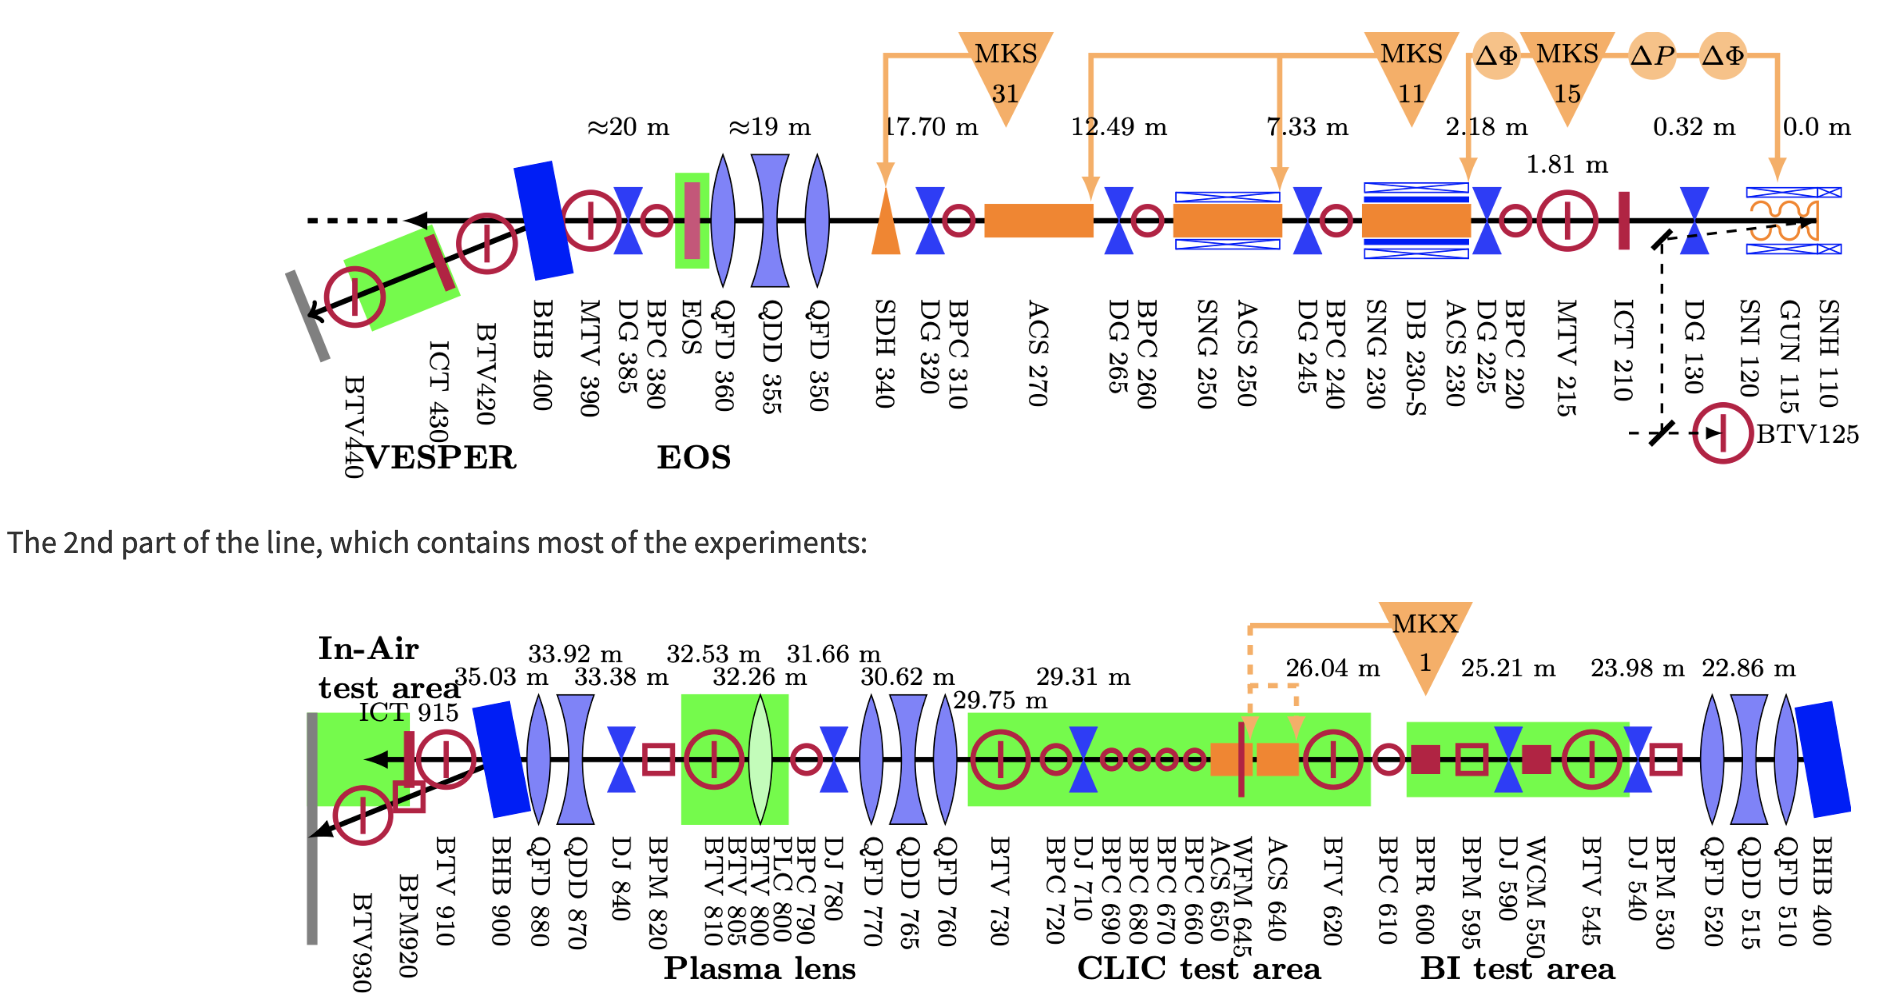 MKS
31
MKS
11
ΔΦ
MKS
15
ΔP
ΔΦ
≈20 m
≈19 m
17.70 m
12.49 m
7.33 m
2.18 m
1.81 m
0.32 m
0.0 m
BTV440
ICT 430
BTV420
BHB 400
MTV 390
DG 385
BPC 380
EOS
QFD 360
QDD 355
QFD 350
SDH 340
DG 320
BPC 310
ACS 270
DG 265
BPC 260
SNG 250
ACS 250
DG 245
BPC 240
SNG 230
DB 230-S
ACS 230
DG 225
BPC 220
MTV 215
ICT 210
DG 130
SNI 120
GUN 115
SNH 110
BTV125
VESPER
EOS
The 2nd part of the line, which contains most of the experiments:
MKX
1
In-Air
test area
ICT 915
35.03 m
33.92 m
33.38 m
32.53 m
32.26 m
31.66 m
30.62 m
29.75 m
29.31 m
26.04 m
25.21 m
23.98 m
22.86 m
BTV930
BPM920
BTV 910
BHB 900
QFD 880
QDD 870
DJ 840
BPM 820
BTV 810
BTV 805
BTV 800
PLC 800
BPC 790
DJ 780
QFD 770
QDD 765
QFD 760
BTV 730
BPC 720
DJ 710
BPC 690
BPC 680
BPC 670
BPC 660
ACS 650
WFM 645
ACS 640
BTV 620
BPC 610
BPR 600
BPM 595
DJ 590
WCM 550
BTV 545
DJ 540
BPM 530
QFD 520
QDD 515
QFD 510
BHB 400
Plasma lens
CLIC test area
BI test area